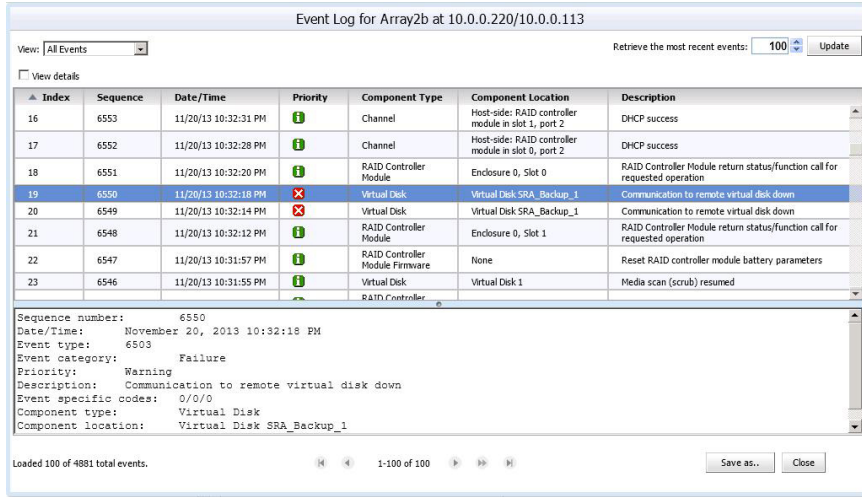 Event Log for Array2b at 10.0.0.220/10.0.0.113
View: All Events
Retrieve the most recent events: 100 Update
View details
Index Sequence Date/Time Priority Component Type Component Location Description
16 6553 11/20/13 10:32:31 PM Channel Host-side: RAID controller module in slot 1, port 2 DHCP success
17 6552 11/20/13 10:32:28 PM Channel Host-side: RAID controller module in slot 0, port 2 DHCP success
18 6551 11/20/13 10:32:20 PM RAID Controller Module Enclosure 0, Slot 0 RAID Controller Module return status/function call for requested operation
19 6550 11/20/13 10:32:18 PM Virtual Disk Virtual Disk SRA_Backup_1 Communication to remote virtual disk down
20 6549 11/20/13 10:32:14 PM Virtual Disk Virtual Disk SRA_Backup_1 Communication to remote virtual disk down
21 6548 11/20/13 10:32:12 PM RAID Controller Module Enclosure 0, Slot 1 RAID Controller Module return status/function call for requested operation
22 6547 11/20/13 10:31:57 PM RAID Controller Module Firmware None Reset RAID controller module battery parameters
23 6546 11/20/13 10:31:55 PM Virtual Disk Virtual Disk 1 Media scan (scrub) resumed
RAID Controller
Sequence number: 6550
Date/Time: November 20, 2013 10:32:18 PM
Event type: 6503
Event category: Failure
Priority: Warning
Description: Communication to remote virtual disk down
Event specific codes: 0/0/0
Component type: Virtual Disk
Component location: Virtual Disk SRA_Backup_1
Loaded 100 of 4881 total events. 1-100 of 100 Save as.. Close